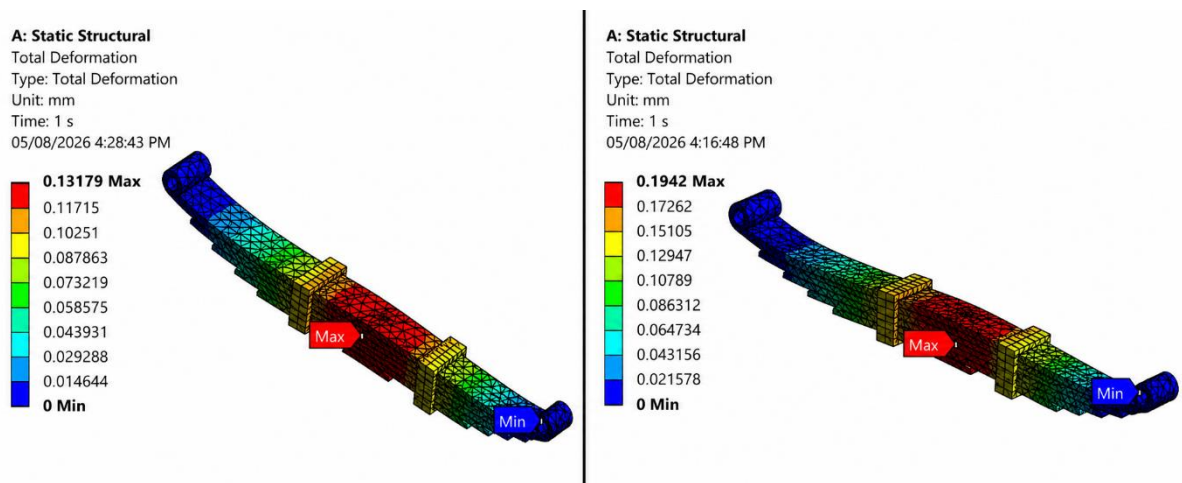 A: Static Structural
Total Deformation
Type: Total Deformation
Unit: mm
Time: 1 s
05/08/2026 4:28:43 PM
0.13179 Max
0.11715
0.10251
0.087863
0.073219
0.058575
0.043931
0.029288
0.014644
0 Min
Max
Min
A: Static Structural
Total Deformation
Type: Total Deformation
Unit: mm
Time: 1 s
05/08/2026 4:16:48 PM
0.1942 Max
0.17262
0.15105
0.12947
0.10789
0.086312
0.064734
0.043156
0.021578
0 Min
Max
Min